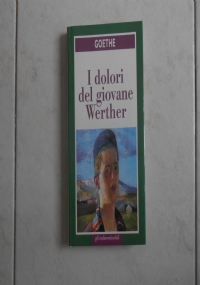 GOETHE
I dolori
del giovane
Werther